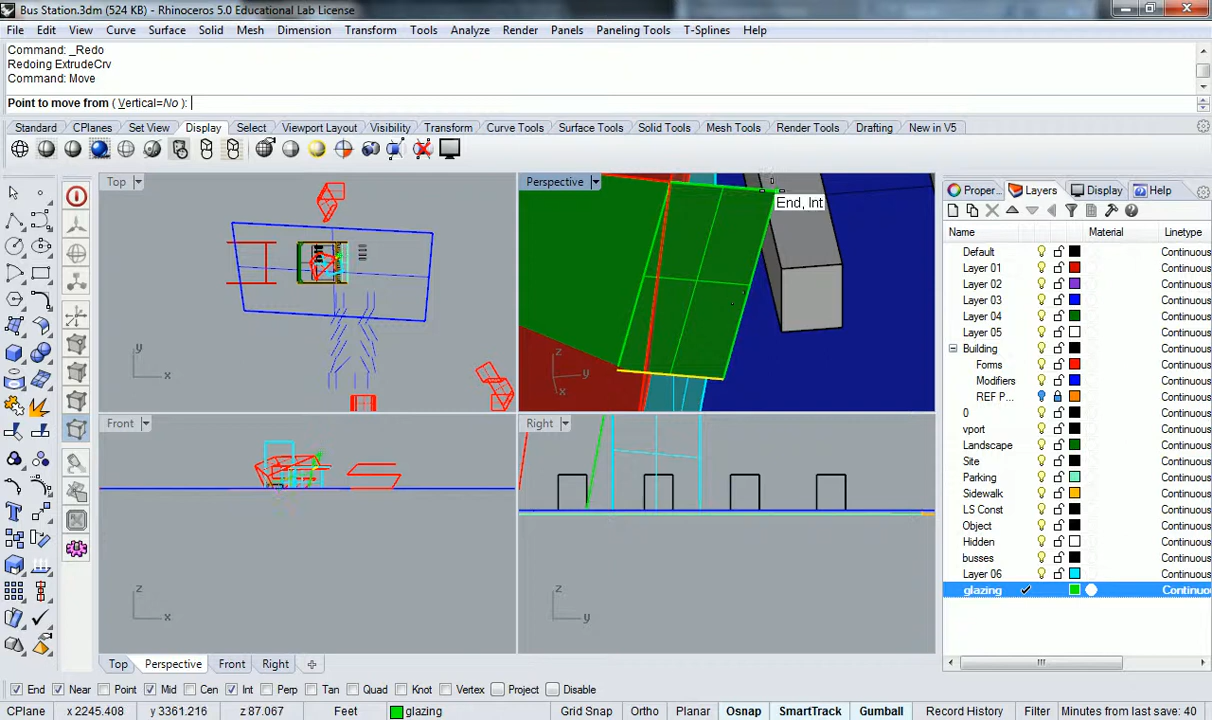 Bus Station.3dm (524 KB) - Rhinoceros 5.0 Educational Lab License
File Edit View Curve Surface Solid Mesh Dimension Transform Tools Analyze Render Panels Paneling Tools T-Splines Help
Command: _Redo
Redoing ExtrudeCrv
Command: Move
Point to move from ( Vertical=No ):
Standard CPlanes Set View Display Select Viewport Layout Visibility Transform Curve Tools Surface Tools Solid Tools Mesh Tools Render Tools Drafting New in V5
Top
Perspective
End, Int
z
y
x
y
x
Front
Right
z
x
z
y
Proper... Layers Display Help
Name Material Linetype
Default Continuous
Layer 01 Continuous
Layer 02 Continuous
Layer 03 Continuous
Layer 04 Continuous
Layer 05 Continuous
Building Continuous
Forms Continuous
Modifiers Continuous
REF P... Continuous
0 Continuous
vport Continuous
Landscape Continuous
Site Continuous
Parking Continuous
Sidewalk Continuous
LS Const Continuous
Object Continuous
Hidden Continuous
busses Continuous
Layer 06 Continuous
glazing Continuo
Top Perspective Front Right
End Near Point Mid Cen Int Perp Tan Quad Knot Vertex Project Disable
CPlane x 2245.408 y 3361.216 z 87.067 Feet glazing Grid Snap Ortho Planar Osnap SmartTrack Gumball Record History Filter Minutes from last save: 40